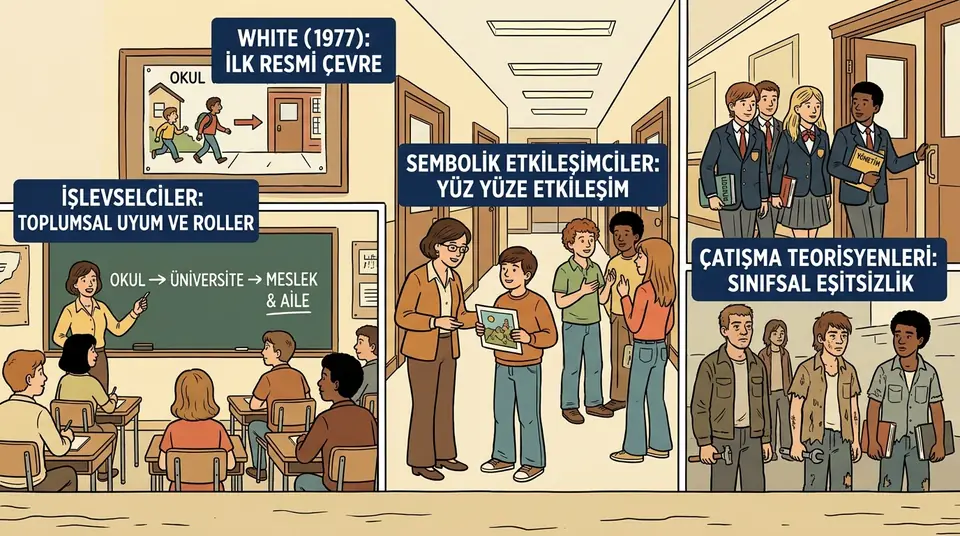 WHITE (1977):
İLK RESMİ ÇEVRE
OKUL
İŞLEVSELCİLER:
TOPLUMSAL UYUM VE ROLLER
OKUL → ÜNİVERSİTE → MESLEK
& AİLE
SEMBOLİK ETKİLEŞİMCİLER:
YÜZ YÜZE ETKİLEŞİM
YÖNETİM
ÇATIŞMA TEORİSYENLERİ:
SINIFSAL EŞİTSİZLİK